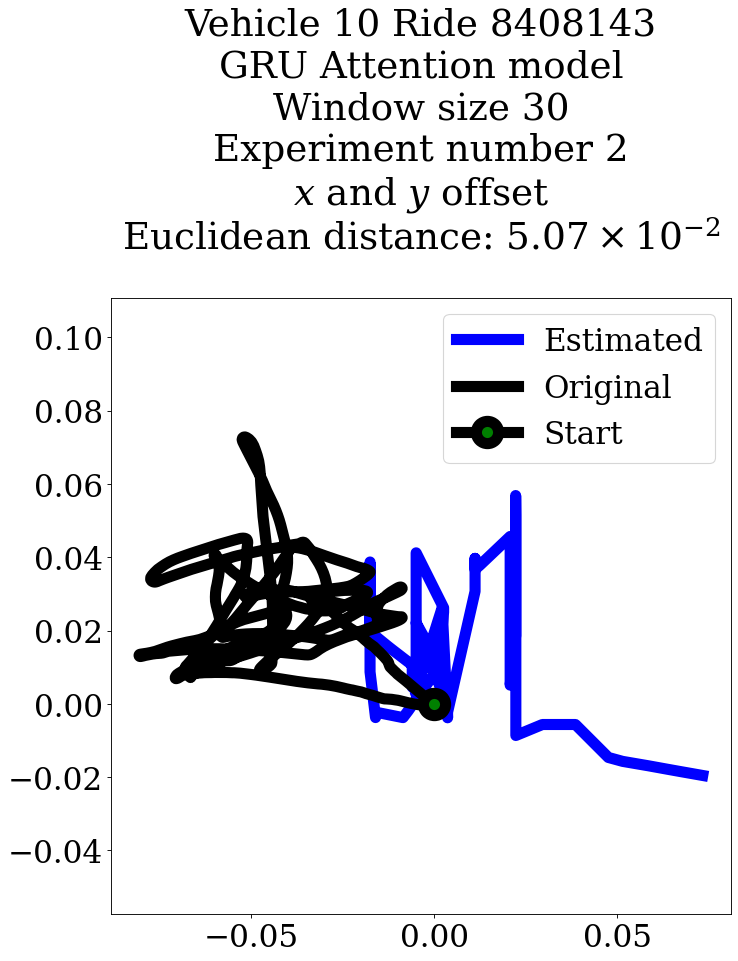 Vehicle 10 Ride 8408143
GRU Attention model
Window size 30
Experiment number 2
x and y offset
Euclidean distance: 5.07 × 10⁻²
Estimated
Original
Start
0.10
0.08
0.06
0.04
0.02
0.00
−0.02
−0.04
−0.05
0.00
0.05